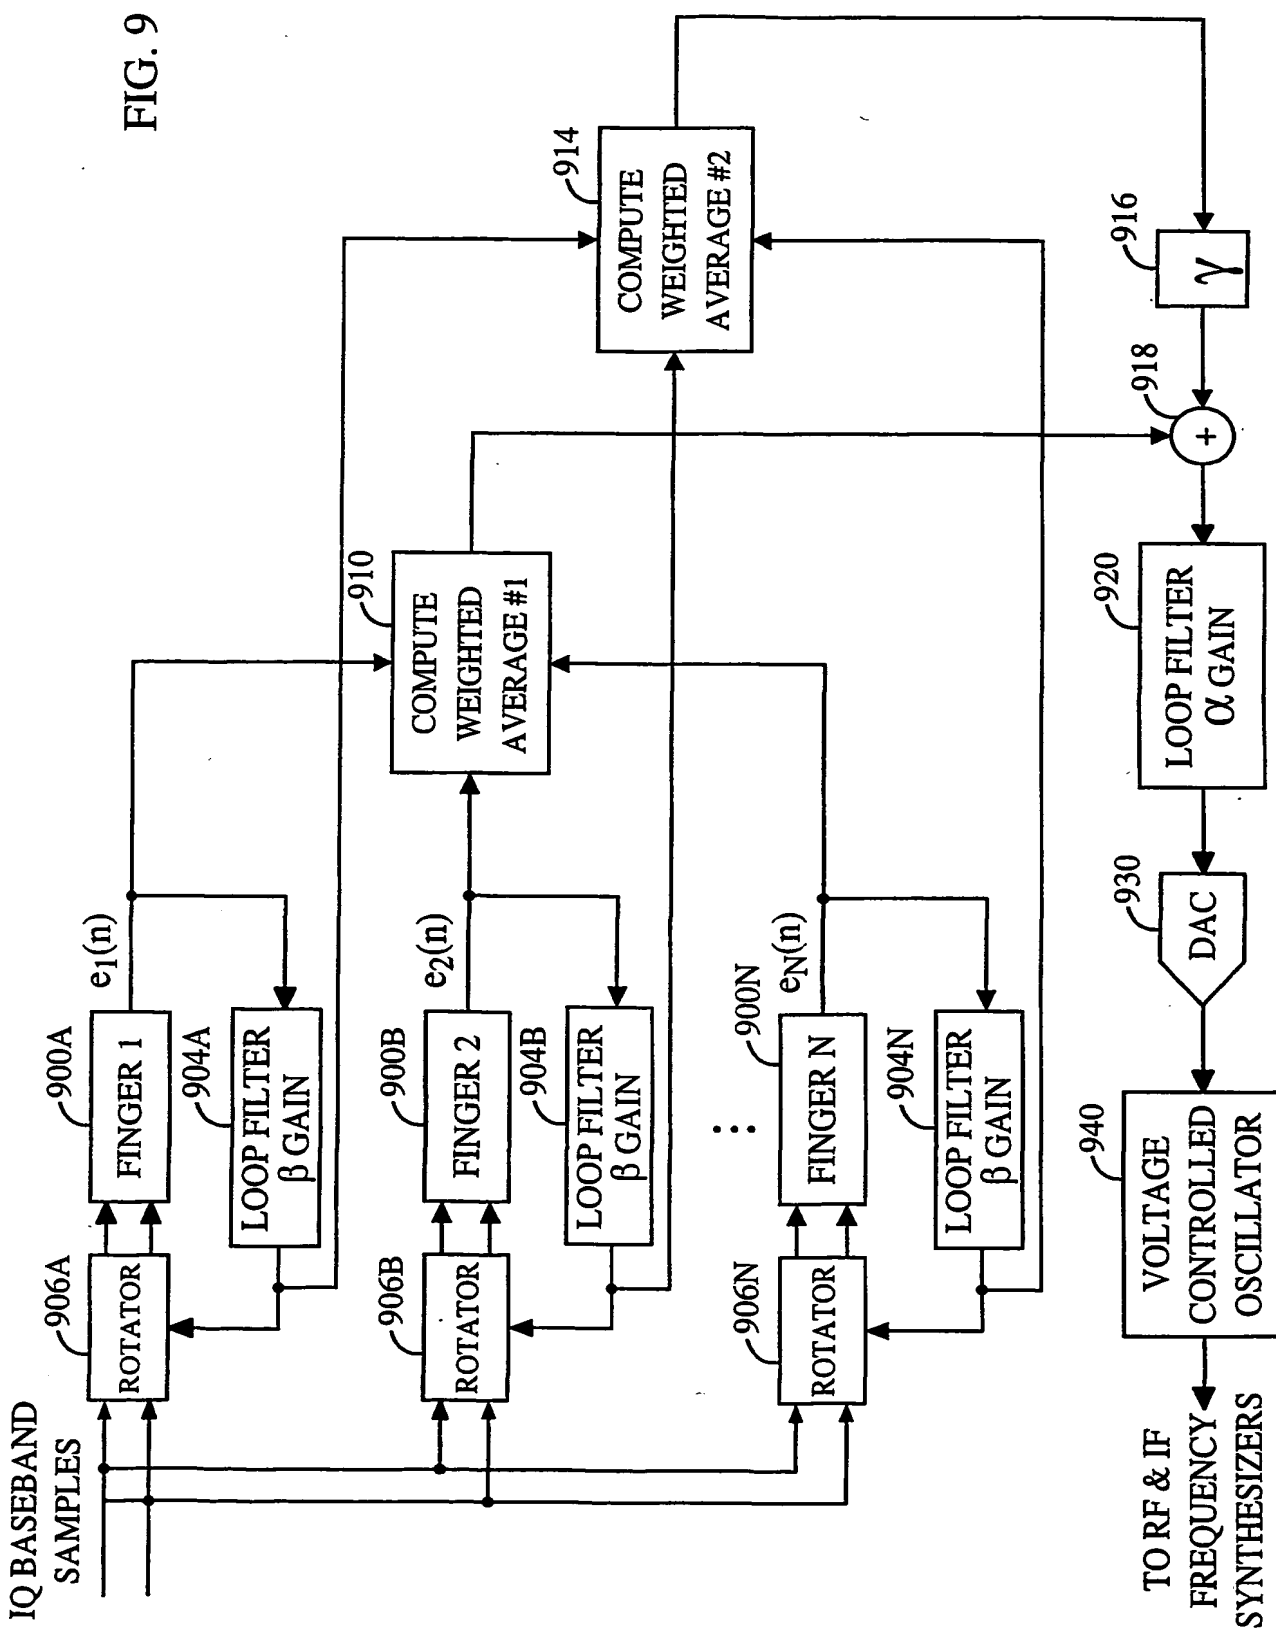 FIG. 9
IQ BASEBAND
SAMPLES
906A
ROTATOR
900A
FINGER 1
e1(n)
904A
LOOP FILTER
β GAIN
906B
ROTATOR
900B
FINGER 2
e2(n)
904B
LOOP FILTER
β GAIN
...
906N
ROTATOR
900N
FINGER N
eN(n)
904N
LOOP FILTER
β GAIN
910
COMPUTE
WEIGHTED
AVERAGE #1
914
COMPUTE
WEIGHTED
AVERAGE #2
916
γ
918
+
920
LOOP FILTER
α GAIN
930
DAC
940
VOLTAGE
CONTROLLED
OSCILLATOR
TO RF & IF
FREQUENCY
SYNTHESIZERS